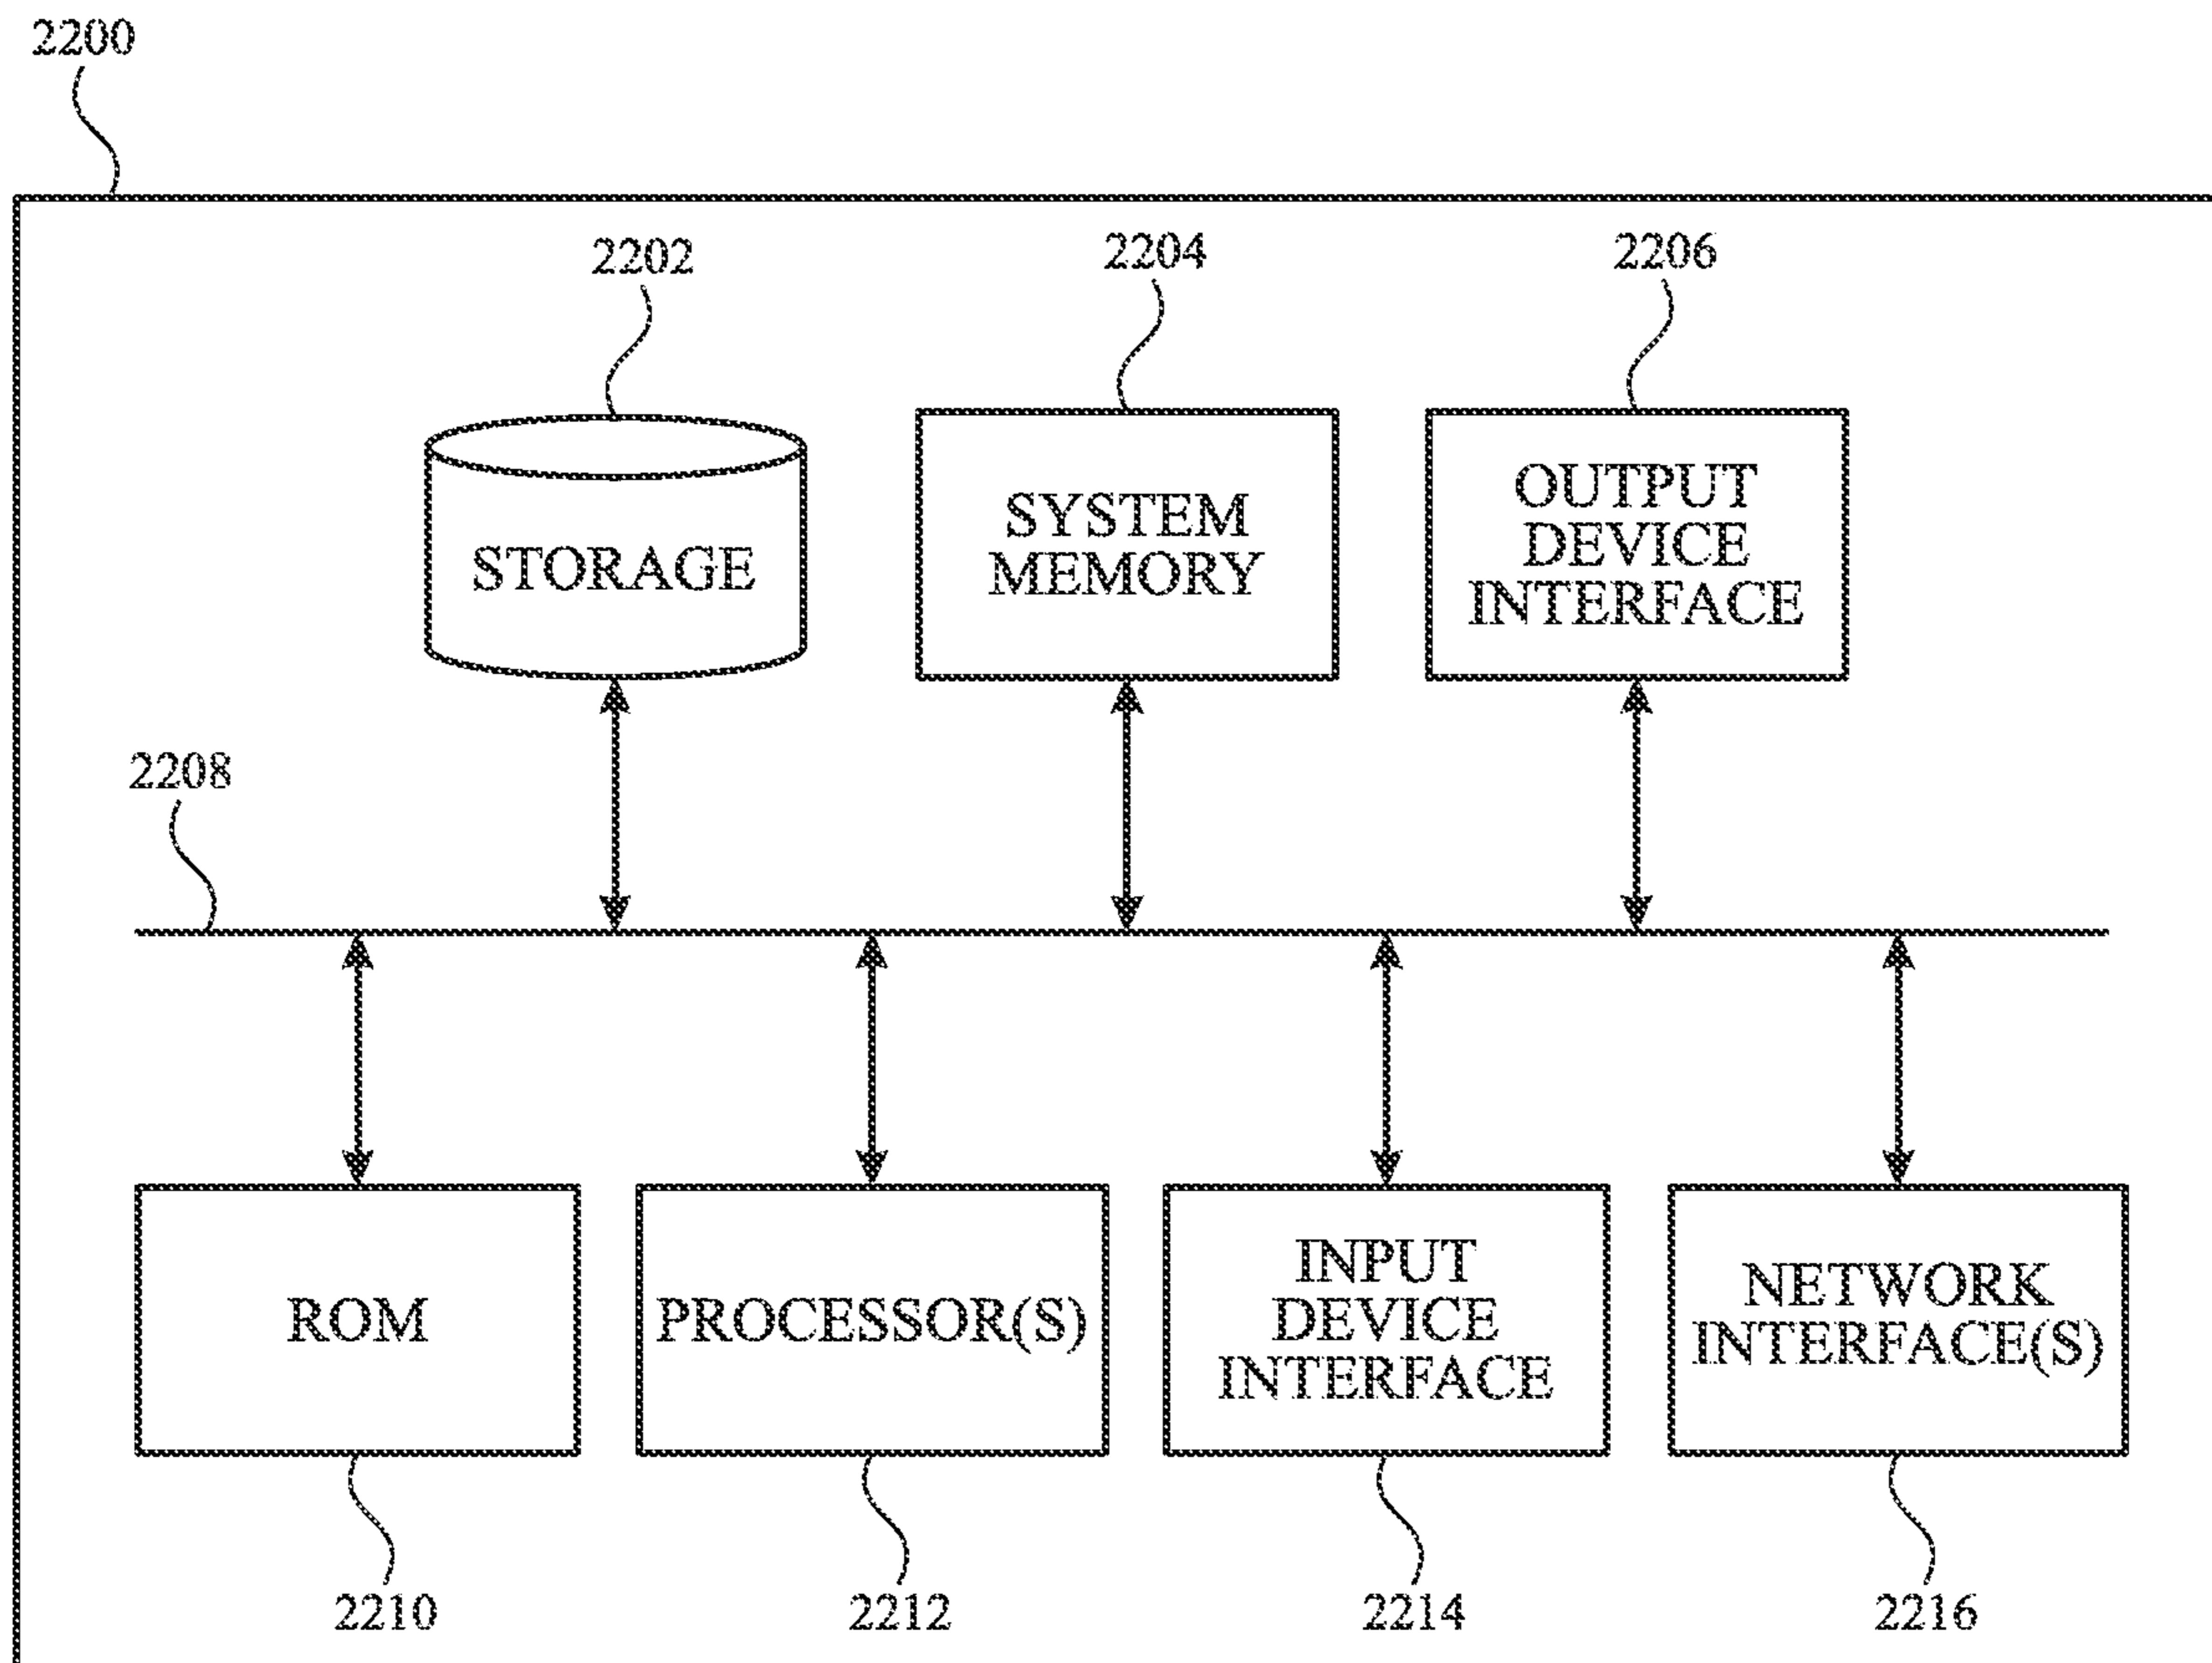 2200
2202
2204
2206
STORAGE
SYSTEM
MEMORY
OUTPUT
DEVICE
INTERFACE
2208
ROM
PROCESSOR(S)
INPUT
DEVICE
INTERFACE
NETWORK
INTERFACE(S)
2210
2212
2214
2216